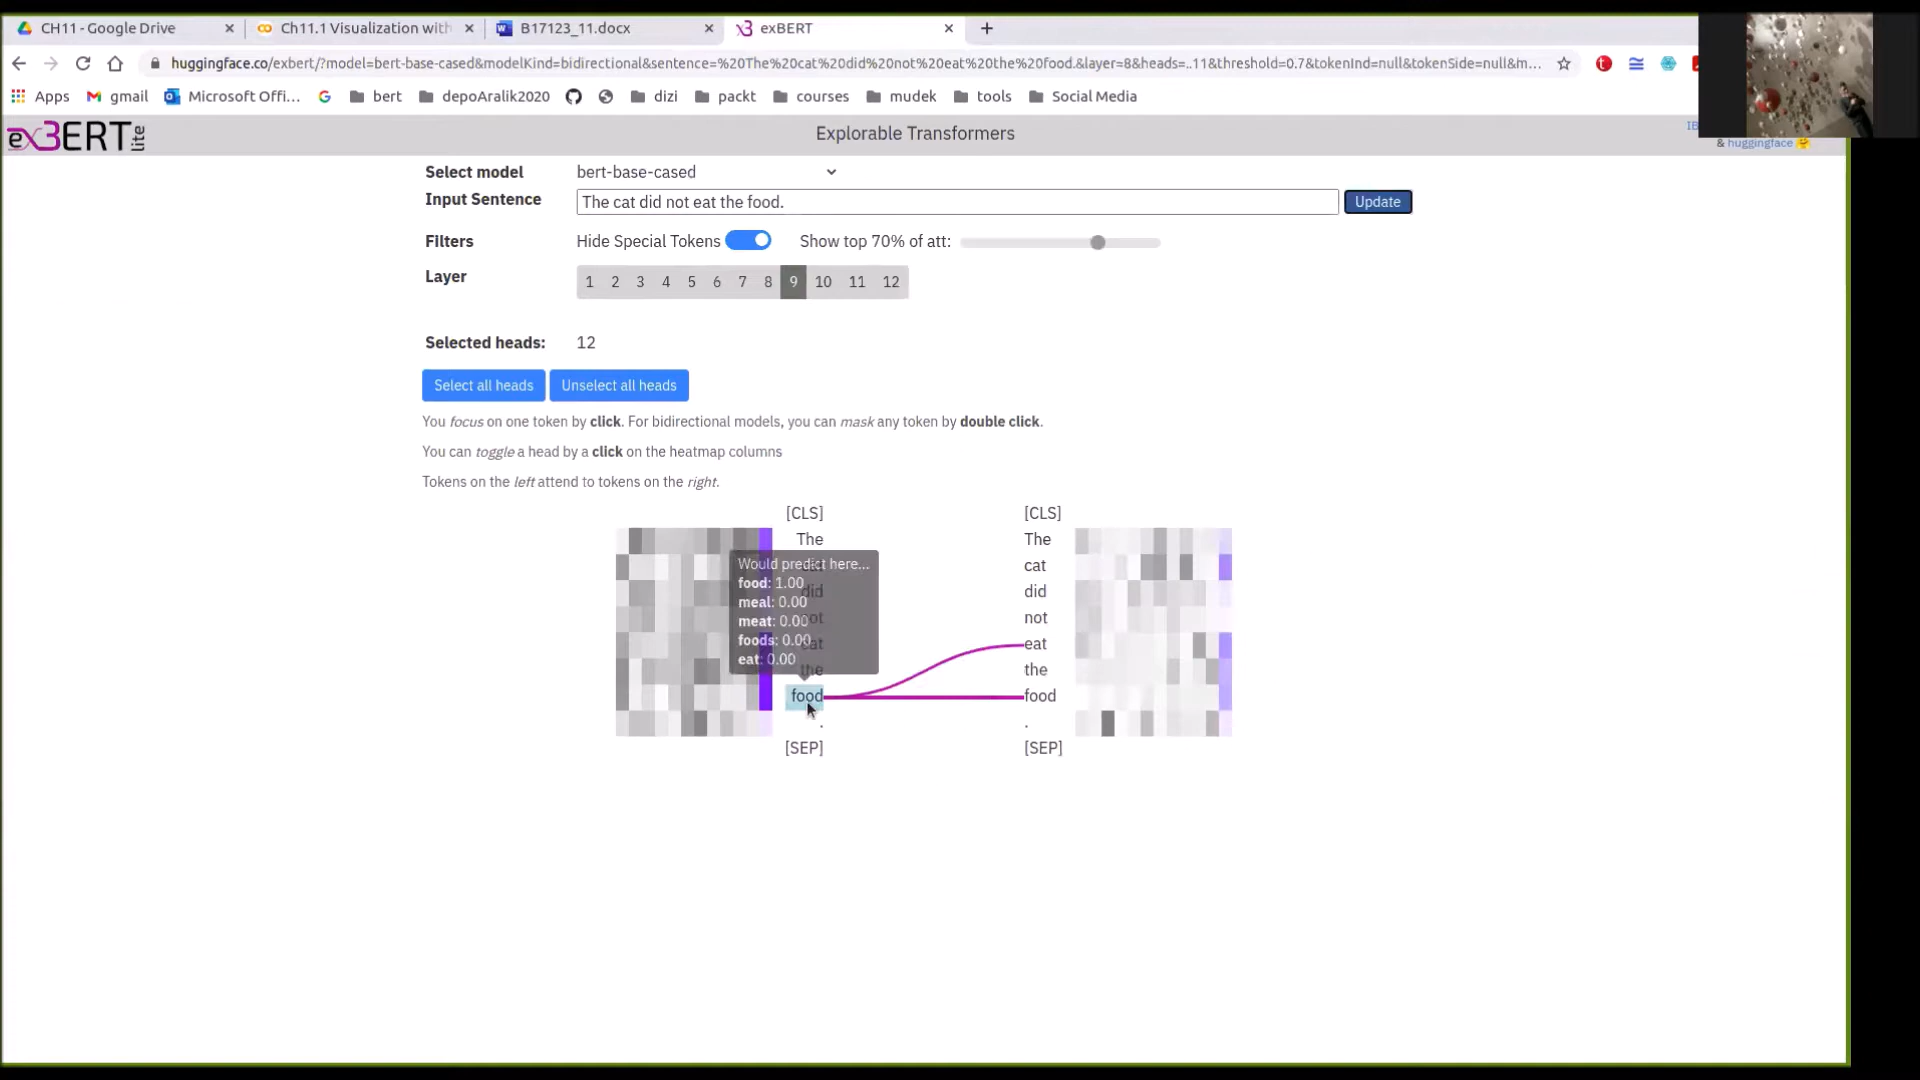 CH11 - Google Drive
Ch11.1 Visualization with
B17123_11.docx
exBERT
huggingface.co/exbert/?model=bert-base-cased&modelKind=bidirectional&sentence=%20The%20cat%20did%20not%20eat%20the%20food.&layer=8&heads=..11&threshold=0.7&tokenInd=null&tokenSide=null&m...
Apps gmail Microsoft Offi... bert depoAralik2020 dizi packt courses mudek tools Social Media
exBERT lite
Explorable Transformers
& huggingface
Select model bert-base-cased
Input Sentence The cat did not eat the food. Update
Filters Hide Special Tokens Show top 70% of att:
Layer 1 2 3 4 5 6 7 8 9 10 11 12
Selected heads: 12
Select all heads Unselect all heads
You focus on one token by click. For bidirectional models, you can mask any token by double click.
You can toggle a head by a click on the heatmap columns
Tokens on the left attend to tokens on the right.
[CLS] [CLS]
The The
Would predict here...
food: 1.00
meal: 0.00
meat: 0.00
foods: 0.00
eat: 0.00
cat
did did
not
eat
the the
food food
. .
[SEP] [SEP]